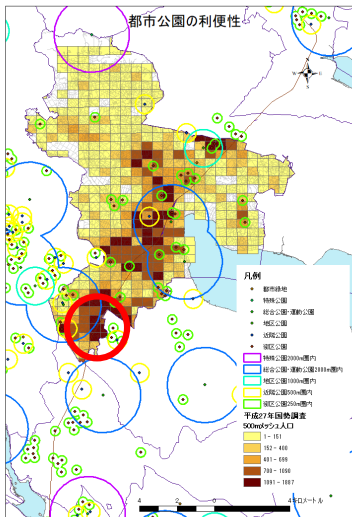 都市公園の利便性
N
凡例
都市緑地
特殊公園
総合公園・運動公園
地区公園
近隣公園
街区公園
特殊公園2000m圏内
総合公園・運動公園2000m圏内
地区公園1000m圏内
近隣公園500m圏内
街区公園250m圏内
平成27年国勢調査
500mメッシュ人口
1 - 151
152 - 400
401 - 699
700 - 1090
1091 - 1807
4 2 0 4キロメートル